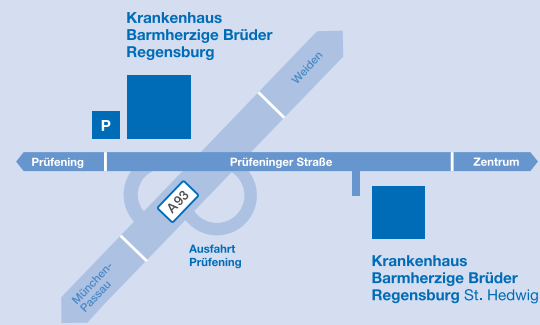 Krankenhaus
Barmherzige Brüder
Regensburg
Weiden
P
Prüfening
Prüfeninger Straße
Zentrum
A93
Ausfahrt
Prüfening
München-
Passau
Krankenhaus
Barmherzige Brüder
Regensburg St. Hedwig